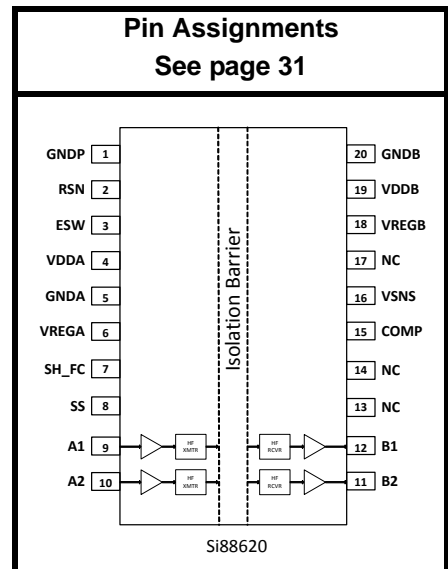 Pin Assignments
See page 31
GNDP 1
20 GNDB
RSN 2
19 VDDB
ESW 3
18 VREGB
VDDA 4
17 NC
GNDA 5
16 VSNS
VREGA 6
15 COMP
SH_FC 7
14 NC
SS 8
13 NC
Isolation Barrier
A1 9
HF XMTR
HF RCVR
12 B1
A2 10
HF XMTR
HF RCVR
11 B2
Si88620